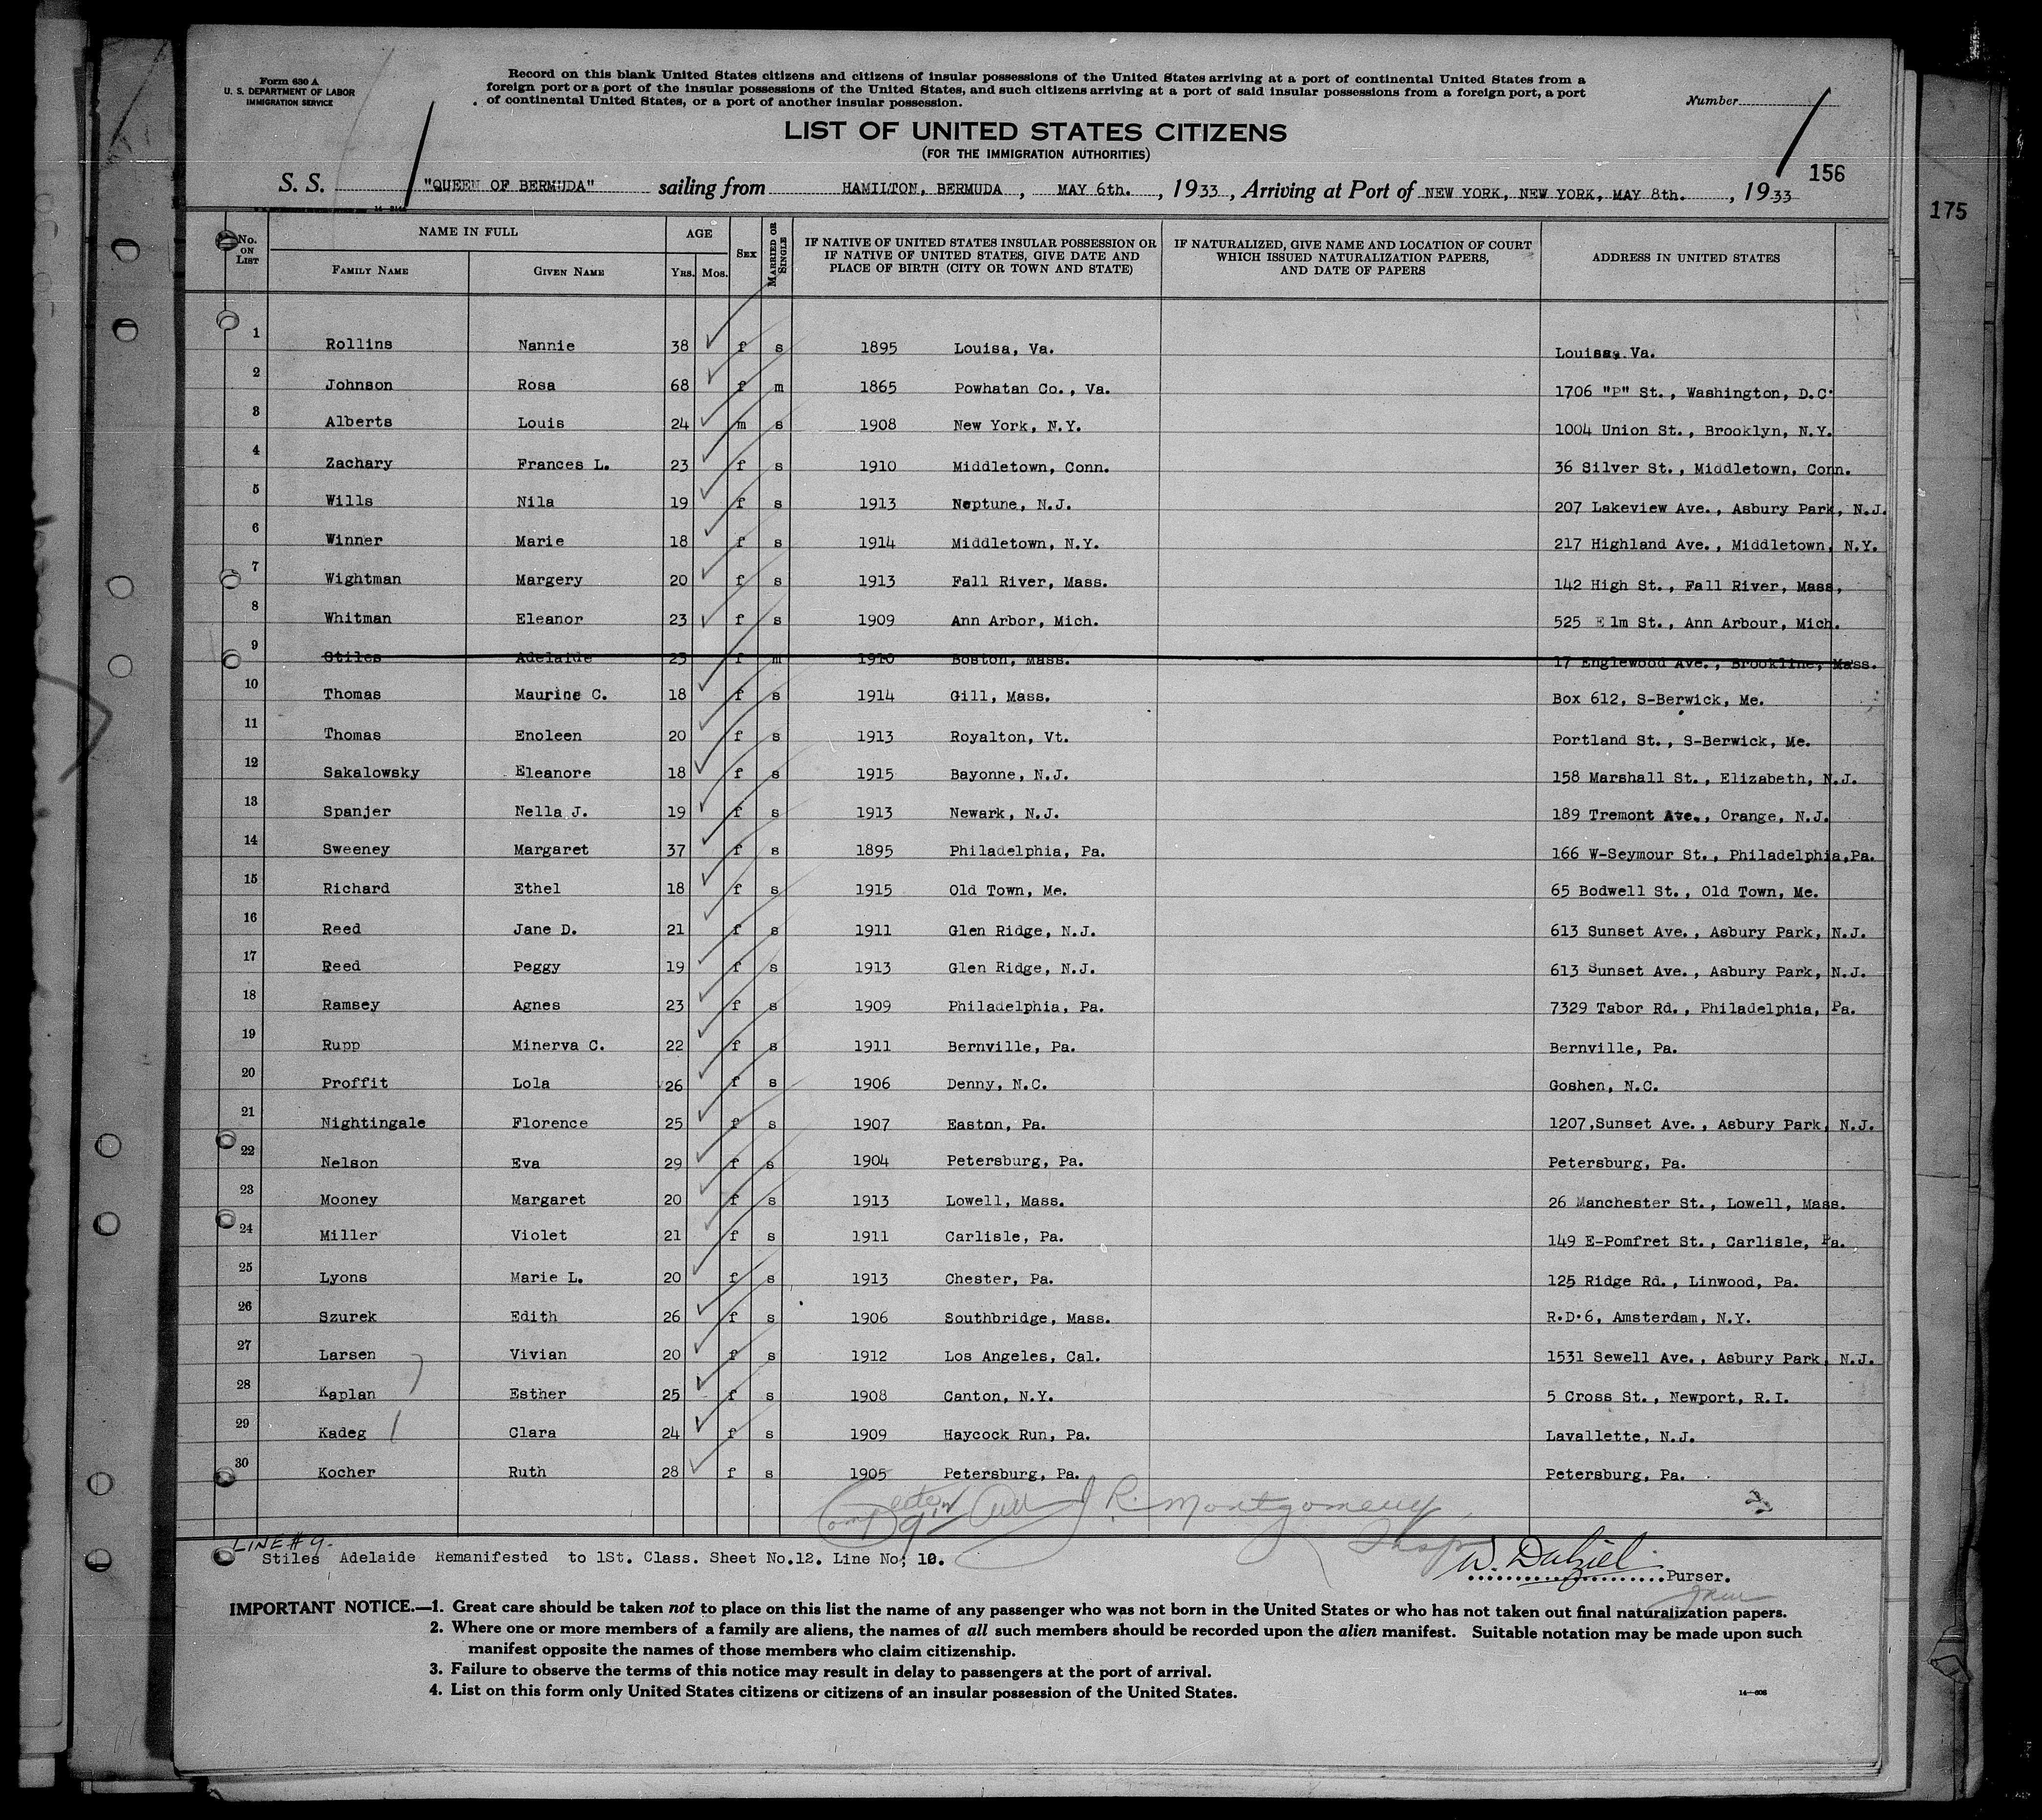 Form 630 A
U. S. DEPARTMENT OF LABOR
IMMIGRATION SERVICE
Record on this blank United States citizens and citizens of insular possessions of the United States arriving at a port of continental United States from a
foreign port or a port of the insular possessions of the United States, and such citizens arriving at a port of said insular possessions from a foreign port, a port
of continental United States, or a port of another insular possession.
Number
LIST OF UNITED STATES CITIZENS
(FOR THE IMMIGRATION AUTHORITIES)
156
175
S. S. "QUEEN OF BERMUDA" sailing from HAMILTON, BERMUDA, MAY 6th., 1933, Arriving at Port of NEW YORK, NEW YORK, MAY 8th., 1933
No. on List NAME IN FULL AGE Sex Married or Single IF NATIVE OF UNITED STATES INSULAR POSSESSION OR IF NATIVE OF UNITED STATES, GIVE DATE AND PLACE OF BIRTH (CITY OR TOWN AND STATE) IF NATURALIZED, GIVE NAME AND LOCATION OF COURT WHICH ISSUED NATURALIZATION PAPERS, AND DATE OF PAPERS ADDRESS IN UNITED STATES
Family Name Given Name Yrs. Mos.
1 Rollins Nannie 38 f s 1895 Louisa, Va. Louisa, Va.
2 Johnson Rosa 68 f m 1865 Powhatan Co., Va. 1706 "P" St., Washington, D.C.
3 Alberts Louis 24 m s 1908 New York, N.Y. 1004 Union St., Brooklyn, N.Y.
4 Zachary Frances L. 23 f s 1910 Middletown, Conn. 36 Silver St., Middletown, Conn.
5 Wills Nila 19 f s 1913 Neptune, N.J. 207 Lakeview Ave., Asbury Park, N.J.
6 Winner Marie 18 f s 1914 Middletown, N.Y. 217 Highland Ave., Middletown, N.Y.
7 Wightman Margery 20 f s 1913 Fall River, Mass. 142 High St., Fall River, Mass,
8 Whitman Eleanor 23 f s 1909 Ann Arbor, Mich. 525 Elm St., Ann Arbour, Mich.
9 Stiles Adelaide 23 f m 1910 Boston, Mass. 17 Englewood Ave., Brookline, Mass.
10 Thomas Maurine C. 18 f s 1914 Gill, Mass. Box 612, S-Berwick, Me.
11 Thomas Enoleen 20 f s 1913 Royalton, Vt. Portland St., S-Berwick, Me.
12 Sakalowsky Eleanore 18 f s 1915 Bayonne, N.J. 158 Marshall St., Elizabeth, N.J.
13 Spanjer Nella J. 19 f s 1913 Newark, N.J. 189 Tremont Ave., Orange, N.J.
14 Sweeney Margaret 37 f s 1895 Philadelphia, Pa. 166 W-Seymour St., Philadelphia,Pa.
15 Richard Ethel 18 f s 1915 Old Town, Me. 65 Bodwell St., Old Town, Me.
16 Reed Jane D. 21 f s 1911 Glen Ridge, N.J. 613 Sunset Ave., Asbury Park, N.J.
17 Reed Peggy 19 f s 1913 Glen Ridge, N.J. 613 Sunset Ave., Asbury Park, N.J.
18 Ramsey Agnes 23 f s 1909 Philadelphia, Pa. 7329 Tabor Rd., Philadelphia, Pa.
19 Rupp Minerva C. 22 f s 1911 Bernville, Pa. Bernville, Pa.
20 Proffit Lola 26 f s 1906 Denny, N.C. Goshen, N.C.
21 Nightingale Florence 25 f s 1907 Easton, Pa. 1207,Sunset Ave., Asbury Park, N.J.
22 Nelson Eva 29 f s 1904 Petersburg, Pa. Petersburg, Pa.
23 Mooney Margaret 20 f s 1913 Lowell, Mass. 26 Manchester St., Lowell, Mass.
24 Miller Violet 21 f s 1911 Carlisle, Pa. 149 E-Pomfret St., Carlisle, Pa.
25 Lyons Marie L. 20 f s 1913 Chester, Pa. 125 Ridge Rd., Linwood, Pa.
26 Szurek Edith 26 f s 1906 Southbridge, Mass. R.D.6, Amsterdam, N.Y.
27 Larsen Vivian 20 f s 1912 Los Angeles, Cal. 1531 Sewell Ave., Asbury Park, N.J.
28 Kaplan Esther 25 f s 1908 Canton, N.Y. 5 Cross St., Newport, R.I.
29 Kadeg Clara 24 f s 1909 Haycock Run, Pa. Lavallette, N.J.
30 Kocher Ruth 28 f s 1905 Petersburg, Pa. Petersburg, Pa.
J R. Montgomery
Insp
LINE # 9.
Stiles Adelaide Remanifested to 1St. Class. Sheet No.12. Line No; 10.
W. Dalziel
Purser.
IMPORTANT NOTICE.—1. Great care should be taken not to place on this list the name of any passenger who was not born in the United States or who has not taken out final naturalization papers.
2. Where one or more members of a family are aliens, the names of all such members should be recorded upon the alien manifest. Suitable notation may be made upon such
manifest opposite the names of those members who claim citizenship.
3. Failure to observe the terms of this notice may result in delay to passengers at the port of arrival.
4. List on this form only United States citizens or citizens of an insular possession of the United States.